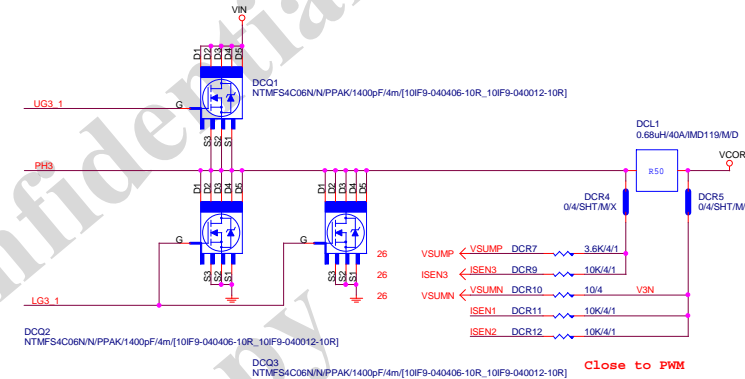 VIN
D1
D2
D3
D4
D5
DCQ1
NTMFS4C06N/N/PPAK/1400pF/4m/[10IF9-040406-10R_10IF9-040012-10R]
UG3_1
G
S3
S2
S1
DCL1
0.68uH/40A/IMD119/M/D
VCOR
PH3
R50
D1
D2
D3
D4
D5
D1
D2
D3
D4
D5
DCR4
0/4/SHT/M/X
DCR5
0/4/SHT/M/
G
G
26
VSUMP
VSUMP
DCR7
3.6K/4/1
26
ISEN3
ISEN3
DCR9
10K/4/1
S3
S2
S1
S3
S2
S1
26
VSUMN
VSUMN
DCR10
10/4
V3N
LG3_1
ISEN1
DCR11
10K/4/1
ISEN2
DCR12
10K/4/1
DCQ2
NTMFS4C06N/N/PPAK/1400pF/4m/[10IF9-040406-10R_10IF9-040012-10R]
DCQ3
NTMFS4C06N/N/PPAK/1400pF/4m/[10IF9-040406-10R_10IF9-040012-10R]
Close to PWM
nfidential
py